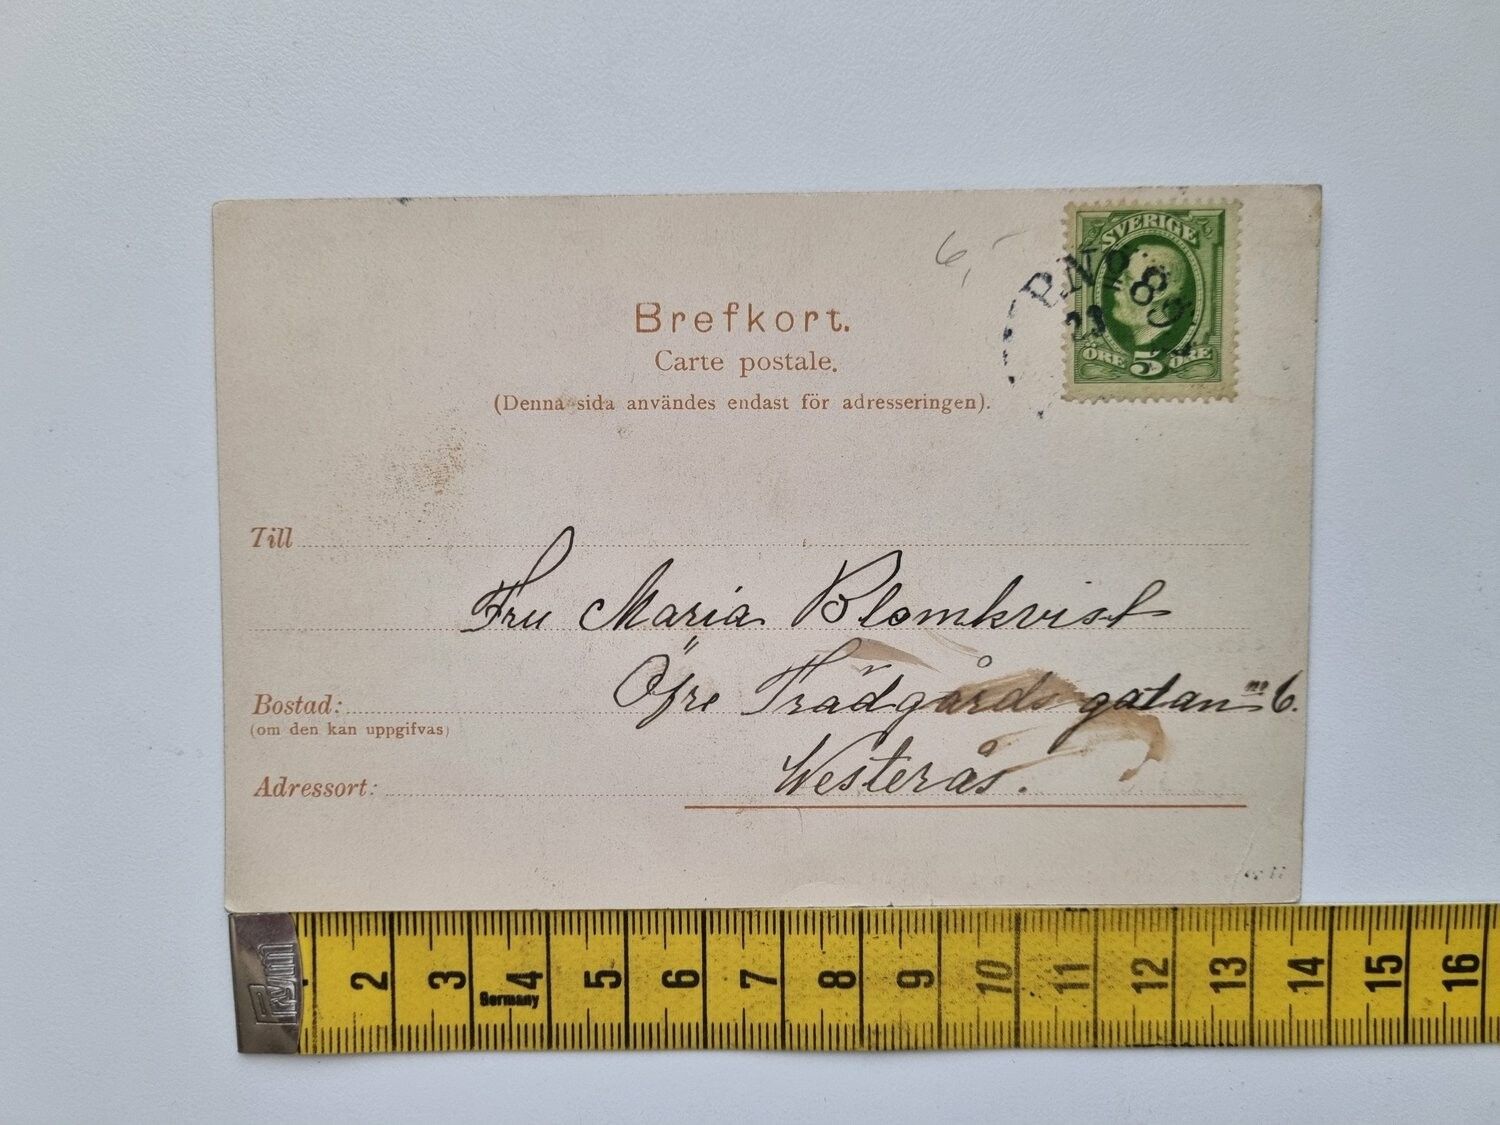 SVERIGE
ÖRE 5 ÖRE
6,-
Brefkort.
Carte postale.
(Denna sida användes endast för adresseringen).
Till
Fru Maria Blomkvist
Bostad:
(om den kan uppgifvas)
Öfre Trädgårdsgatan no 6.
Adressort:
Westerås.
Prym
2 3 4 5 6 7 8 9 10 11 12 13 14 15 16
Germany